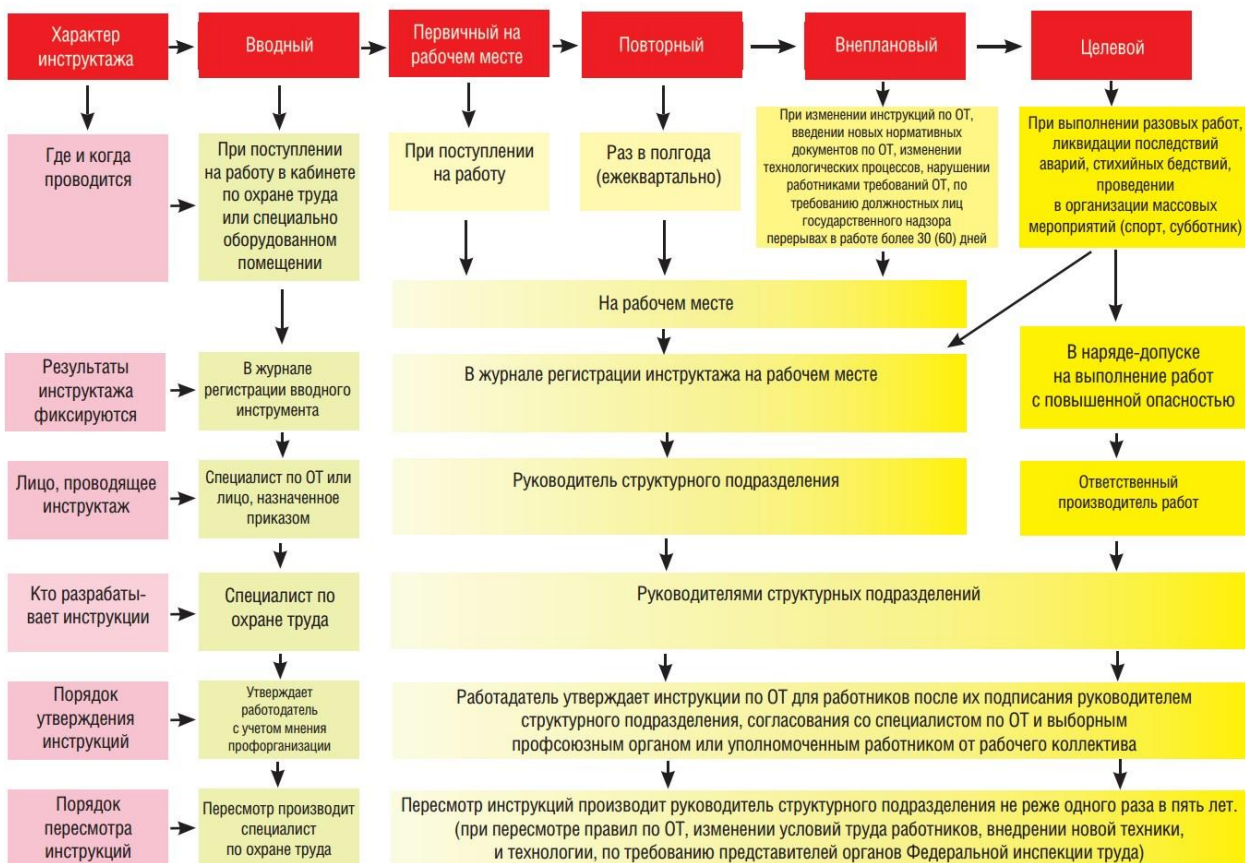 Характер
инструктажа
Вводный
Первичный на
рабочем месте
Повторный
Внеплановый
Целевой
Где и когда
проводится
При поступлении
на работу в кабинете
по охране труда
или специально
оборудованном
помещении
При поступлении
на работу
Раз в полгода
(ежеквартально)
При изменении инструкций по ОТ,
введении новых нормативных
документов по ОТ, изменении
технологических процессов, нарушении
работниками требований ОТ, по
требованию должностных лиц
государственного надзора
перерывах в работе более 30 (60) дней
При выполнении разовых работ,
ликвидации последствий
аварий, стихийных бедствий,
проведении
в организации массовых
мероприятий (спорт, субботник)
На рабочем месте
Результаты
инструктажа
фиксируются
В журнале
регистрации вводного
инструмента
В журнале регистрации инструктажа на рабочем месте
В наряде-допуске
на выполнение работ
с повышенной опасностью
Лицо, проводящее
инструктаж
Специалист по ОТ или
лицо, назначенное
приказом
Руководитель структурного подразделения
Ответственный
производитель работ
Кто разрабаты-
вает инструкции
Специалист по
охране труда
Руководителями структурных подразделений
Порядок
утверждения
инструкций
Утверждает
работодатель
с учетом мнения
профорганизации
Работадатель утверждает инструкции по ОТ для работников после их подписания руководителем
структурного подразделения, согласования со специалистом по ОТ и выборным
профсоюзным органом или уполномоченным работником от рабочего коллектива
Порядок
пересмотра
инструкций
Пересмотр производит
специалист
по охране труда
Пересмотр инструкций производит руководитель структурного подразделения не реже одного раза в пять лет.
(при пересмотре правил по ОТ, изменении условий труда работников, внедрении новой техники,
и технологии, по требованию представителей органов Федеральной инспекции труда)